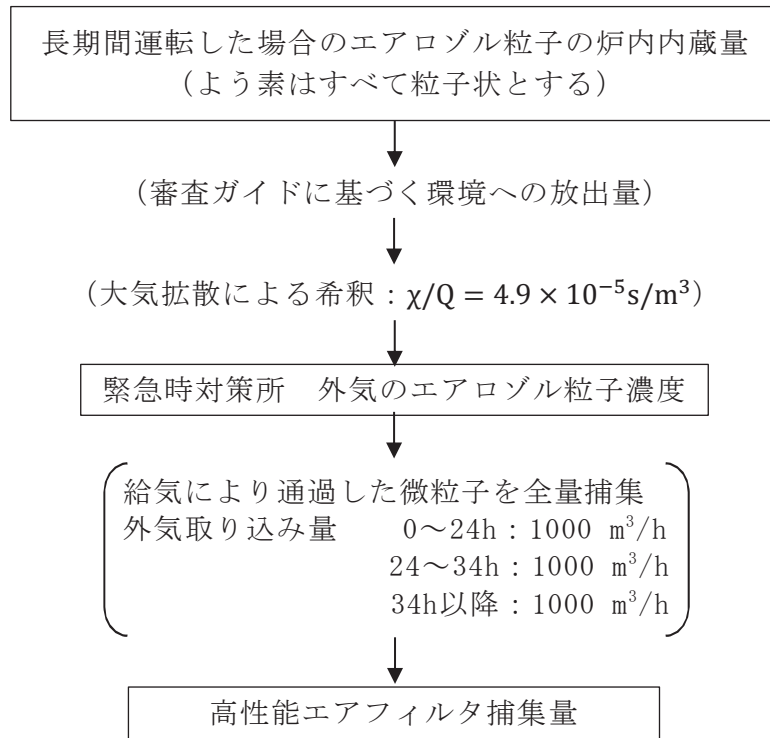 長期間運転した場合のエアロゾル粒子の炉内内蔵量
（よう素はすべて粒子状とする）
（審査ガイドに基づく環境への放出量）
（大気拡散による希釈：χ/Q = 4.9 × 10⁻⁵s/m³）
緊急時対策所　外気のエアロゾル粒子濃度
給気により通過した微粒子を全量捕集
外気取り込み量　0～24h：1000 m³/h
24～34h：1000 m³/h
34h以降：1000 m³/h
高性能エアフィルタ捕集量